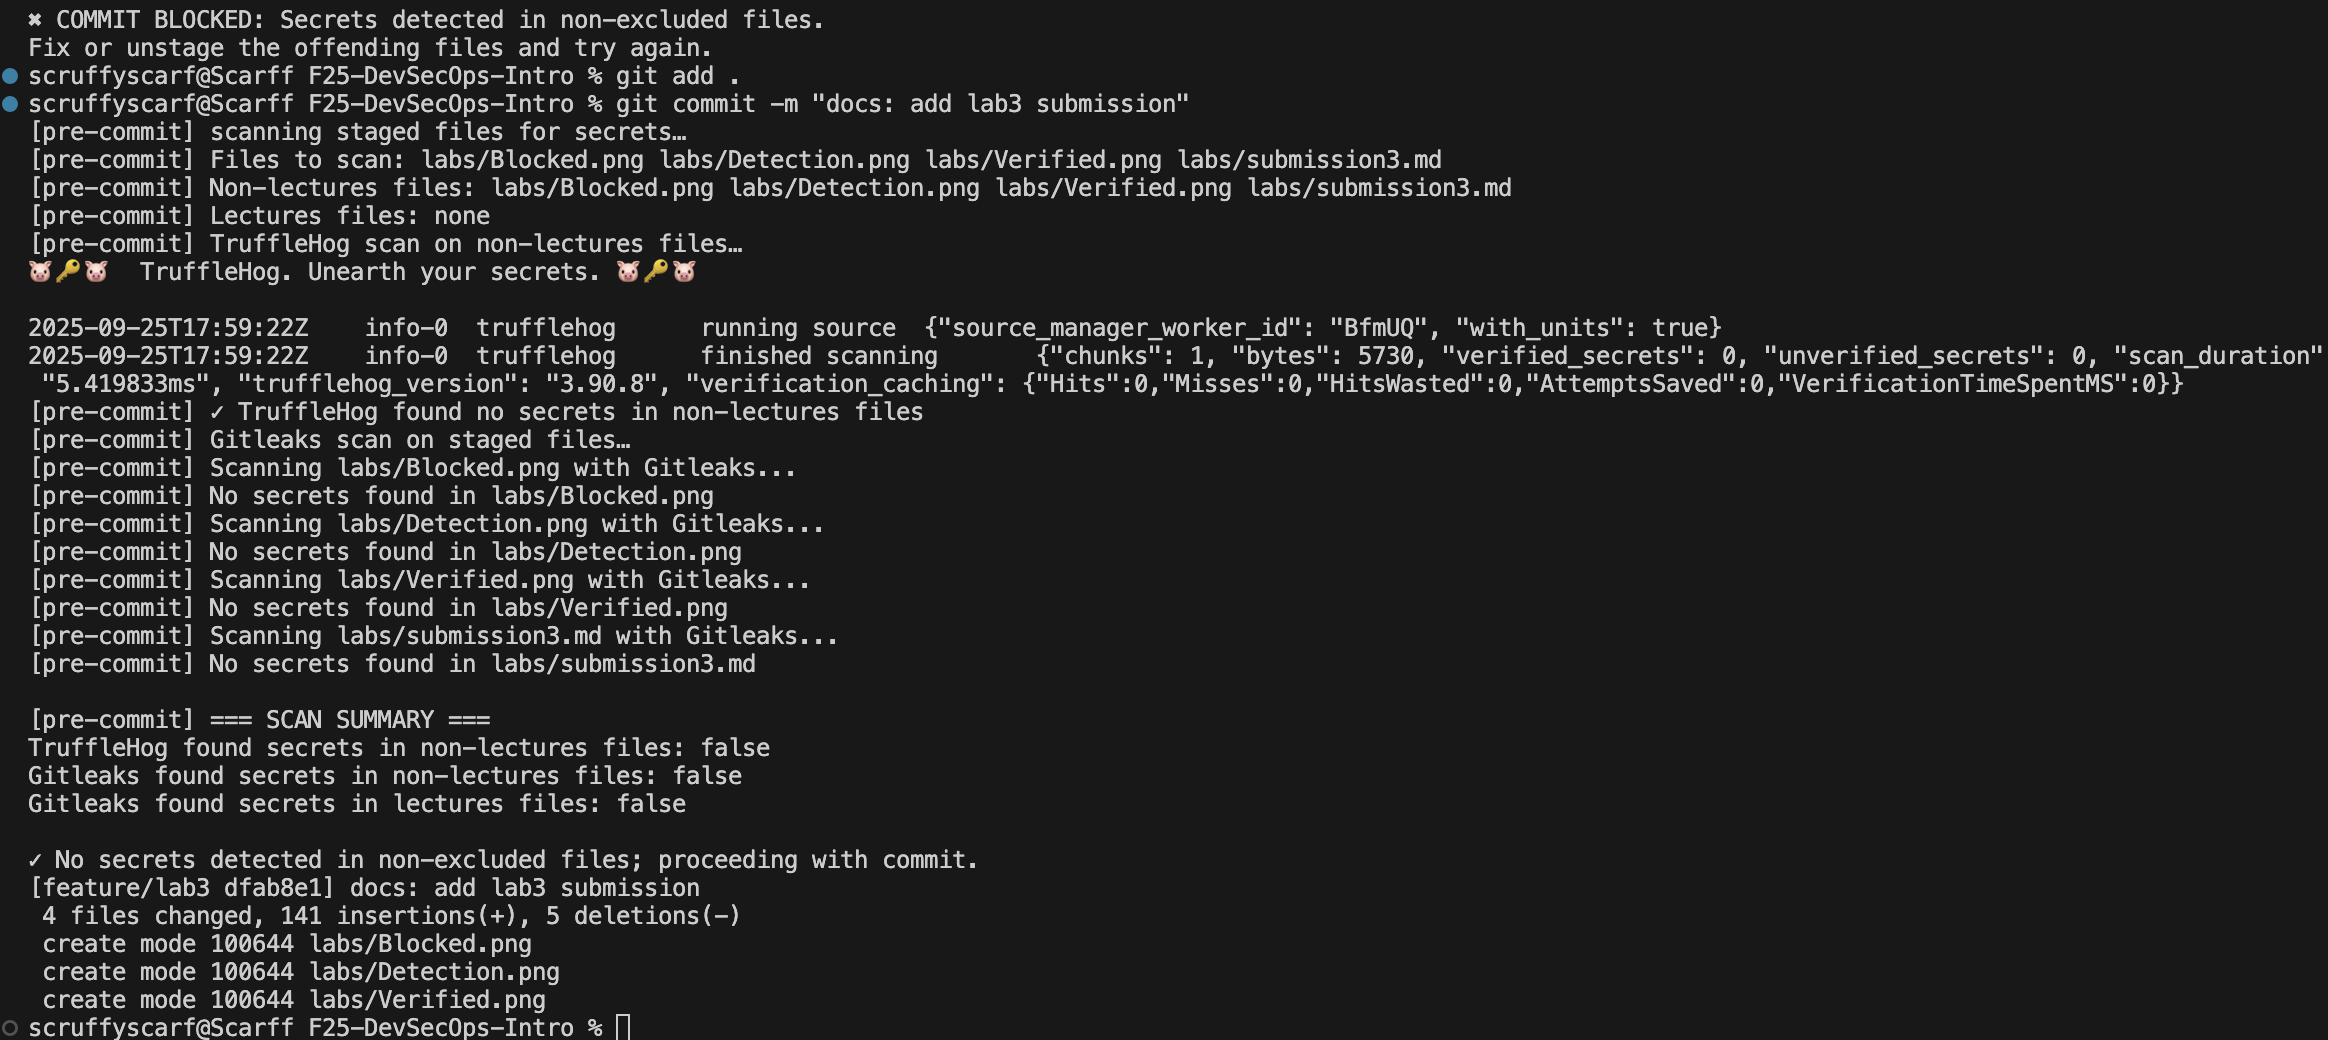 ✖ COMMIT BLOCKED: Secrets detected in non-excluded files.
Fix or unstage the offending files and try again.
scruffyscarf@Scarff F25-DevSecOps-Intro % git add .
scruffyscarf@Scarff F25-DevSecOps-Intro % git commit -m "docs: add lab3 submission"
[pre-commit] scanning staged files for secrets…
[pre-commit] Files to scan: labs/Blocked.png labs/Detection.png labs/Verified.png labs/submission3.md
[pre-commit] Non-lectures files: labs/Blocked.png labs/Detection.png labs/Verified.png labs/submission3.md
[pre-commit] Lectures files: none
[pre-commit] TruffleHog scan on non-lectures files…
🐷🔑🐷  TruffleHog. Unearth your secrets. 🐷🔑🐷
2025-09-25T17:59:22Z    info-0  trufflehog      running source  {"source_manager_worker_id": "BfmUQ", "with_units": true}
2025-09-25T17:59:22Z    info-0  trufflehog      finished scanning       {"chunks": 1, "bytes": 5730, "verified_secrets": 0, "unverified_secrets": 0, "scan_duration"
"5.419833ms", "trufflehog_version": "3.90.8", "verification_caching": {"Hits":0,"Misses":0,"HitsWasted":0,"AttemptsSaved":0,"VerificationTimeSpentMS":0}}
[pre-commit] ✓ TruffleHog found no secrets in non-lectures files
[pre-commit] Gitleaks scan on staged files…
[pre-commit] Scanning labs/Blocked.png with Gitleaks...
[pre-commit] No secrets found in labs/Blocked.png
[pre-commit] Scanning labs/Detection.png with Gitleaks...
[pre-commit] No secrets found in labs/Detection.png
[pre-commit] Scanning labs/Verified.png with Gitleaks...
[pre-commit] No secrets found in labs/Verified.png
[pre-commit] Scanning labs/submission3.md with Gitleaks...
[pre-commit] No secrets found in labs/submission3.md
[pre-commit] === SCAN SUMMARY ===
TruffleHog found secrets in non-lectures files: false
Gitleaks found secrets in non-lectures files: false
Gitleaks found secrets in lectures files: false
✓ No secrets detected in non-excluded files; proceeding with commit.
[feature/lab3 dfab8e1] docs: add lab3 submission
4 files changed, 141 insertions(+), 5 deletions(-)
create mode 100644 labs/Blocked.png
create mode 100644 labs/Detection.png
create mode 100644 labs/Verified.png
scruffyscarf@Scarff F25-DevSecOps-Intro %